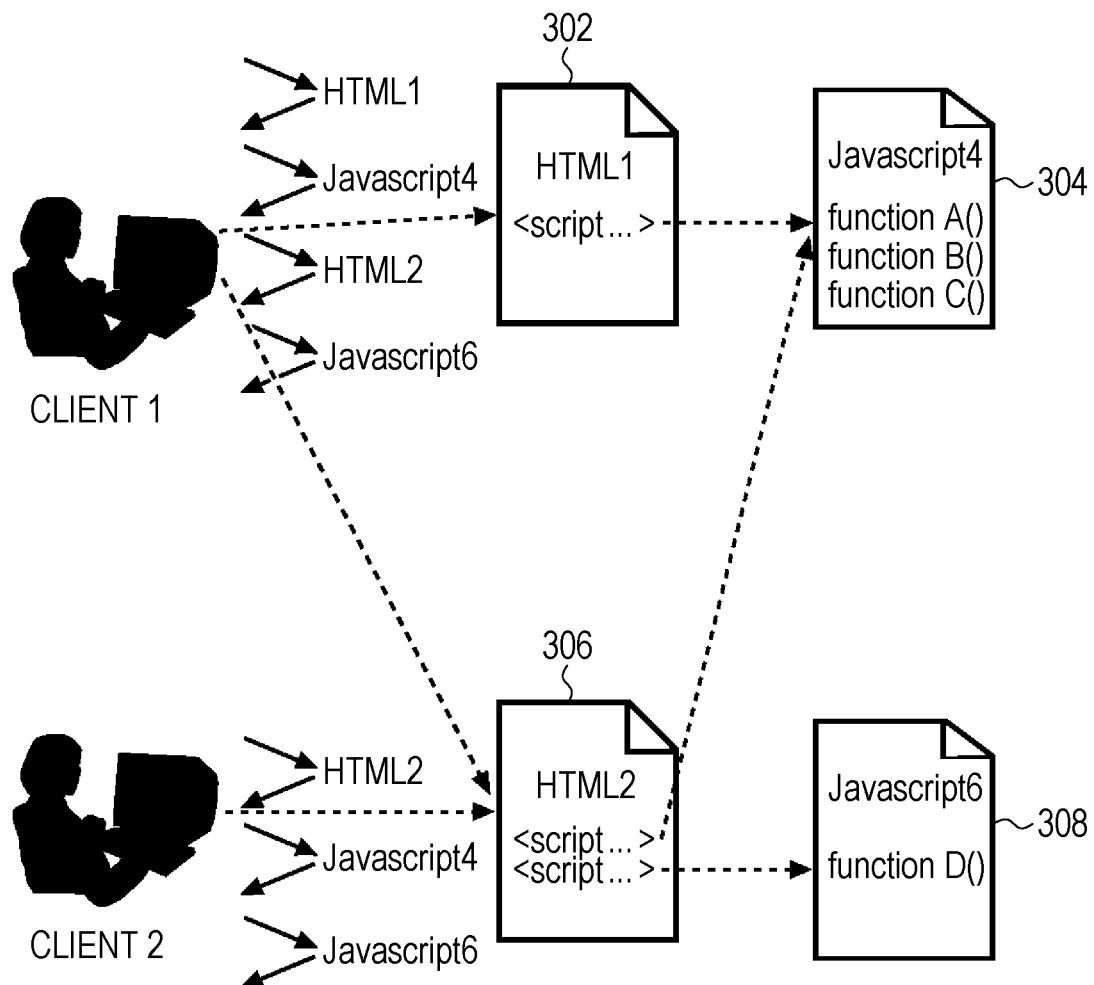 302
HTML1
Javascript4
HTML2
Javascript6
CLIENT 1
HTML1
<script ... >
Javascript4
function A()
function B()
function C()
304
306
HTML2
Javascript4
Javascript6
CLIENT 2
HTML2
<script ... >
<script ... >
Javascript6
function D()
308